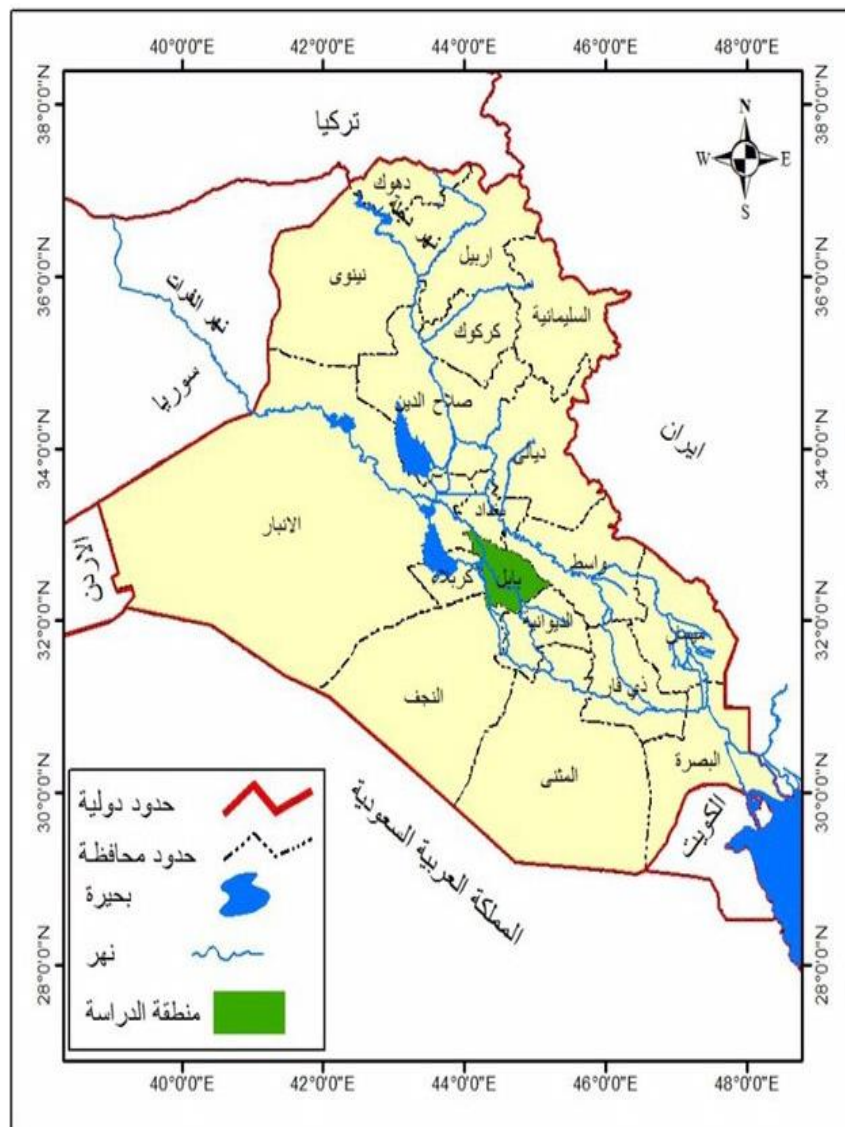 40°0'0"E 42°0'0"E 44°0'0"E 46°0'0"E 48°0'0"E
38°0'0"N
36°0'0"N
34°0'0"N
32°0'0"N
30°0'0"N
28°0'0"N
38°0'0"N
36°0'0"N
34°0'0"N
32°0'0"N
30°0'0"N
28°0'0"N
N
W E
S
تركيا
دهوك
نهر دجلة
اربيل
نينوى
السليمانية
كركوك
نهر الفرات
سوريا
صلاح الدين
ايران
ديالى
بغداد
الانبار
الاردن
واسط
بابل
كربلاء
الديوانية
ميسان
ذي قار
النجف
البصرة
المثنى
الكويت
المملكة العربية السعودية
حدود دولية
حدود محافظة
بحيرة
نهر
منطقة الدراسة
40°0'0"E 42°0'0"E 44°0'0"E 46°0'0"E 48°0'0"E